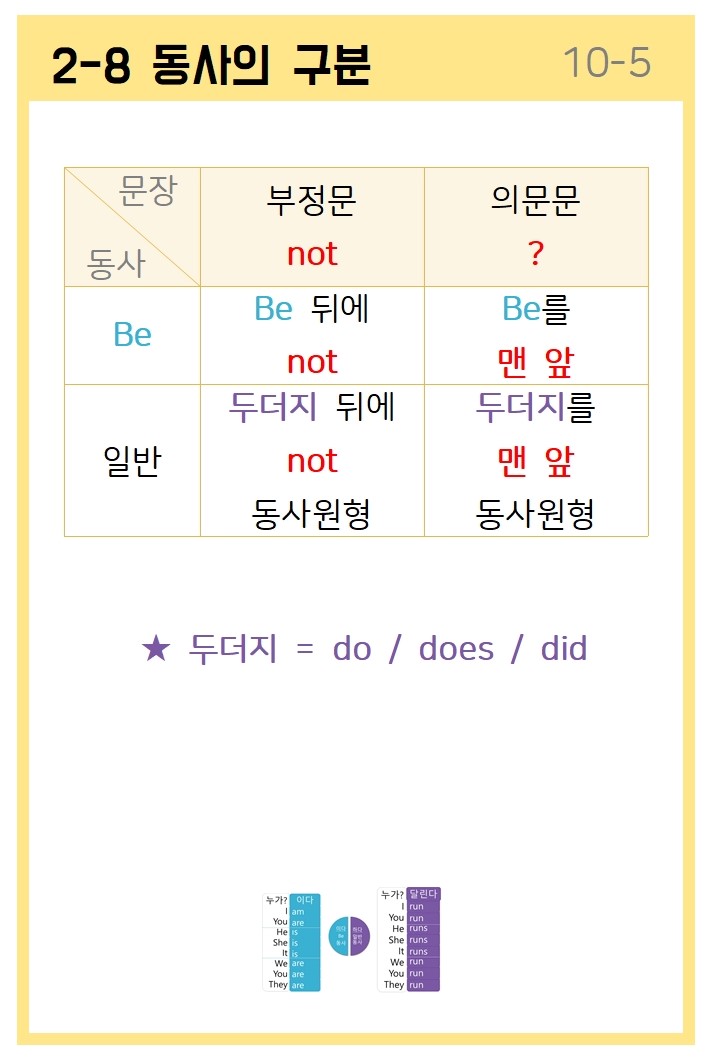 2-8 동사의 구분
10-5
문장
동사
부정문
not
의문문
?
Be
Be 뒤에
not
Be를
맨 앞
일반
두더지 뒤에
not
동사원형
두더지를
맨 앞
동사원형
★ 두더지 = do / does / did
누가? 이다
I am
You are
He is
She is
It is
We are
You are
They are
이다
Be
동사
하다
일반
동사
누가? 달린다
I run
You run
He runs
She runs
It runs
We run
You run
They run